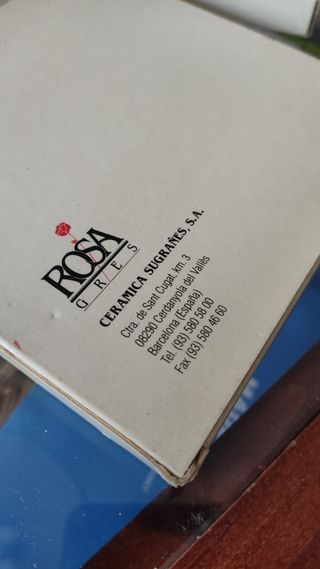 ROSA
GRES
CERAMICA SUGRAÑES, S.A.
Ctra. de Sant Cugat, km. 3
08290 Cerdanyola del Vallès
Barcelona (España)
Tel. (93) 580 58 00
Fax (93) 580 46 60